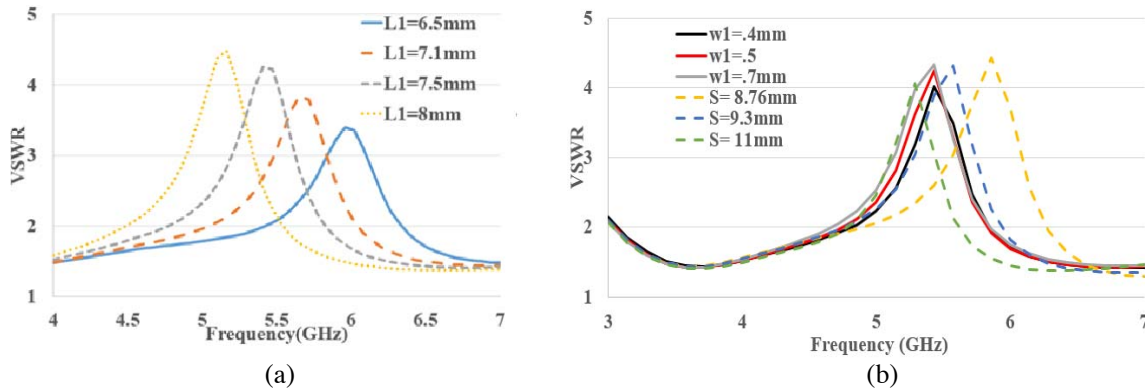 L1=6.5mm
L1=7.1mm
L1=7.5mm
L1=8mm
5
4
3
2
1
VSWR
4 4.5 5 5.5 6 6.5 7
Frequency(GHz)
(a)
w1=.4mm
w1=.5
w1=.7mm
S= 8.76mm
S=9.3mm
S= 11mm
5
4
3
2
1
VSWR
3 4 5 6 7
Frequency (GHz)
(b)